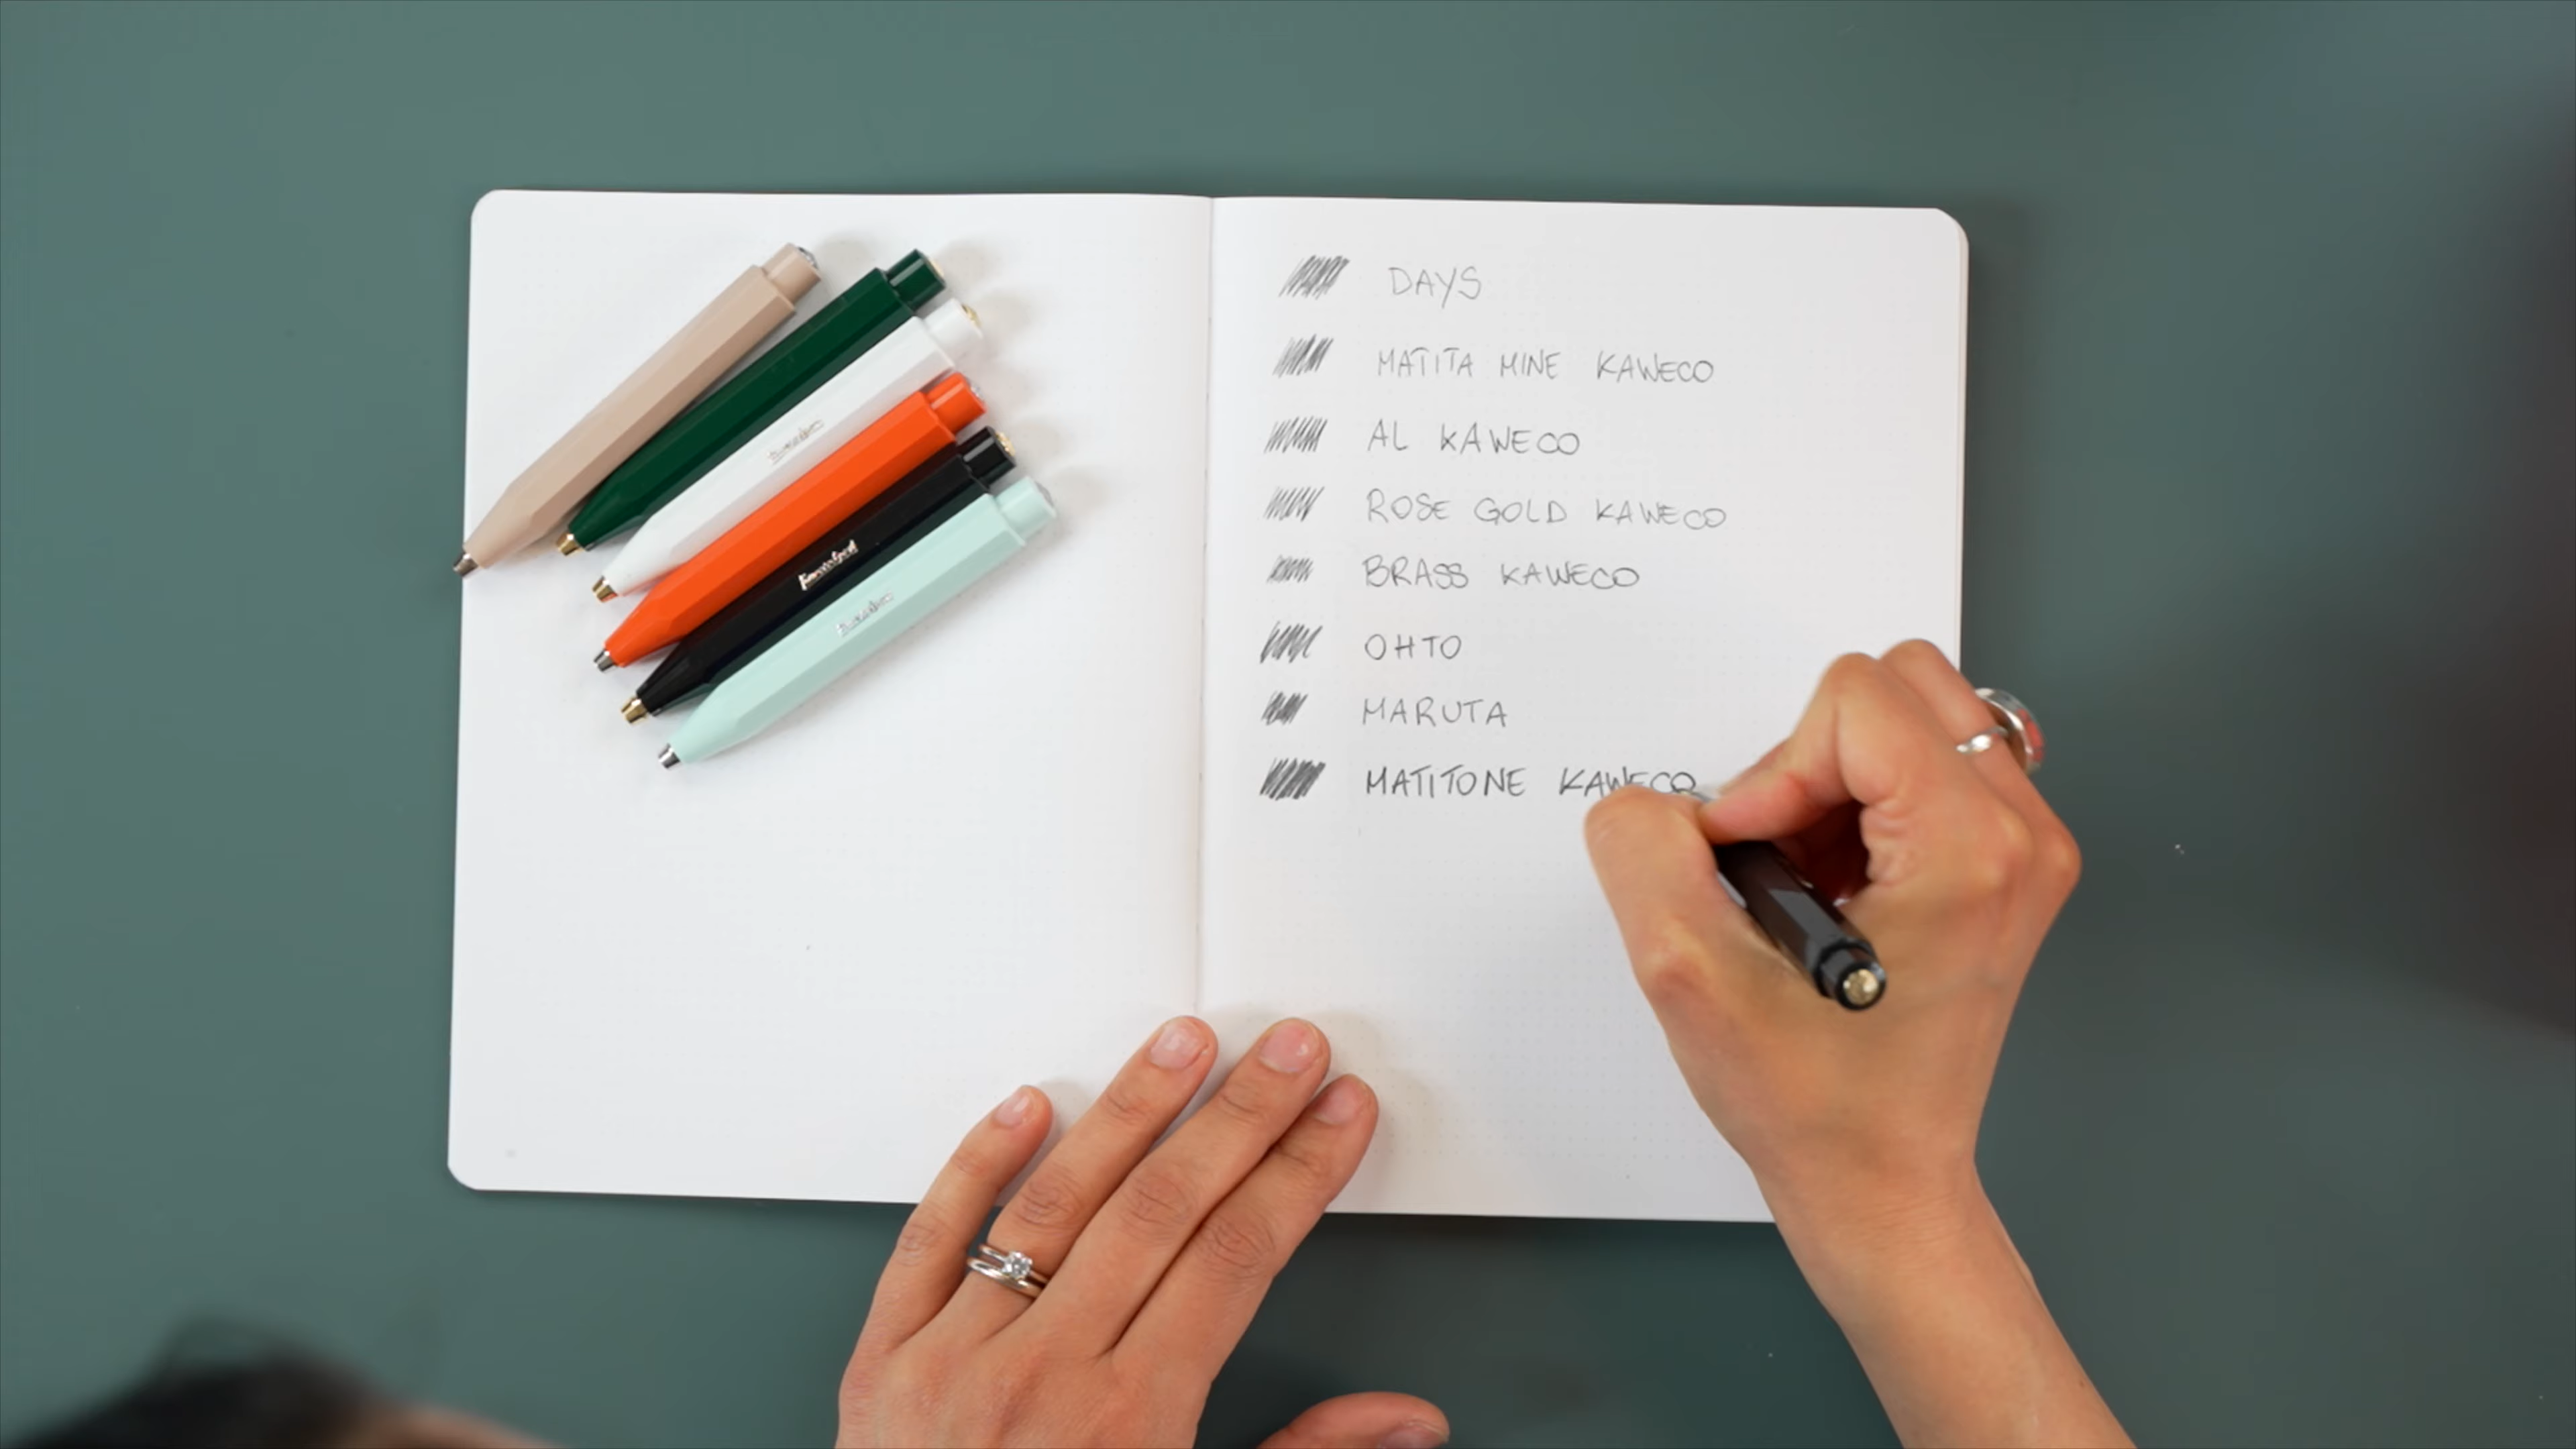 DAYS
MATITA MINE KAWECO
AL KAWECO
ROSE GOLD KAWECO
BRASS KAWECO
OHTO
MARUTA
MATITONE KAWECO